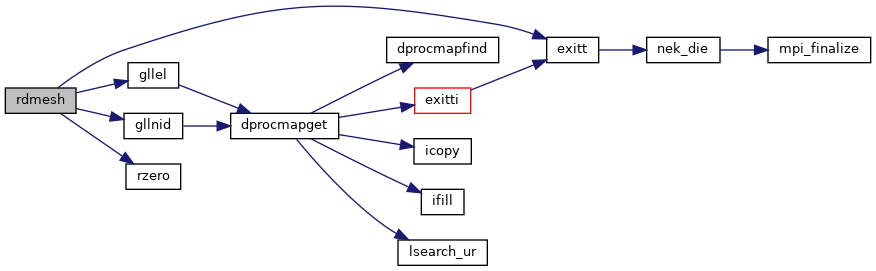 rdmesh
gllel
gllnid
rzero
dprocmapget
dprocmapfind
exitti
icopy
ifill
lsearch_ur
exitt
nek_die
mpi_finalize